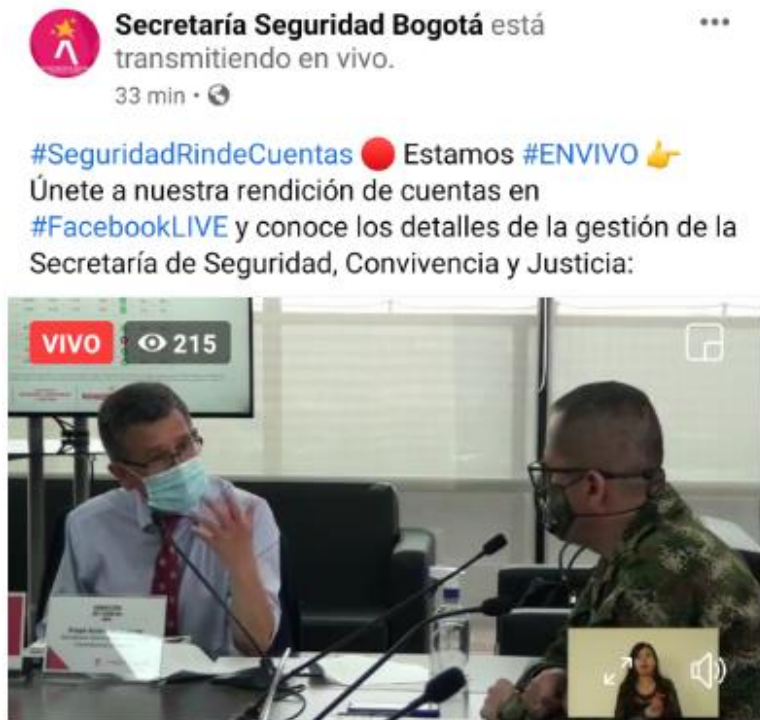 Secretaría Seguridad Bogotá está
transmitiendo en vivo.
33 min ·
#SeguridadRindeCuentas 🔴 Estamos #ENVIVO 👉
Únete a nuestra rendición de cuentas en
#FacebookLIVE y conoce los detalles de la gestión de la
Secretaría de Seguridad, Convivencia y Justicia:
VIVO 215